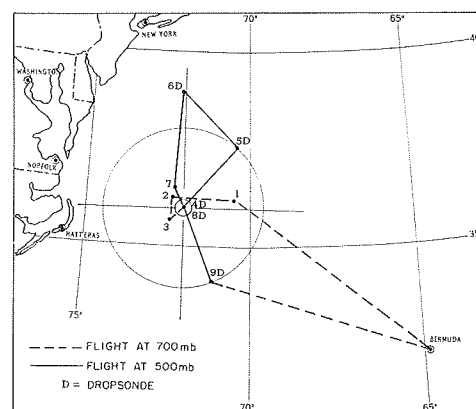 70°
65°
NEW YORK
40
WASHINGTON
6D
5D
NORFOLK
7
2
4D
1
8D
3
HATTERAS
35
9D
75°
BERMUDA
FLIGHT AT 700mb
FLIGHT AT 500mb
D = DROPSONDE
70°
65°